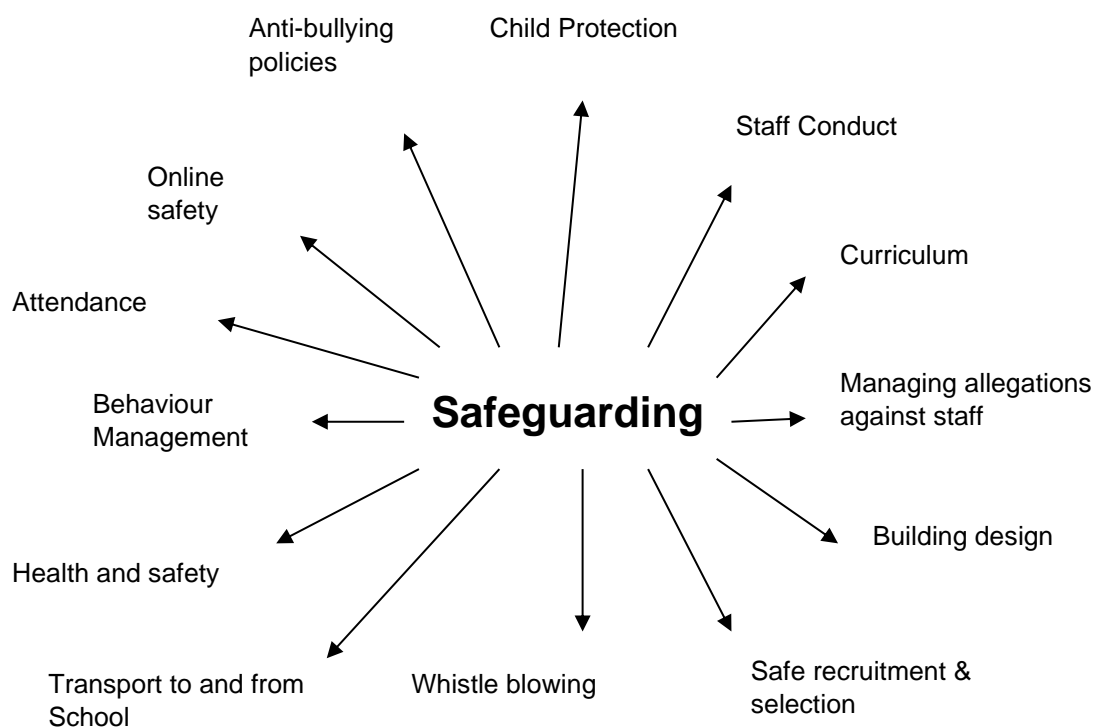 Anti-bullying
policies
Child Protection
Staff Conduct
Online
safety
Curriculum
Attendance
Managing allegations
against staff
Behaviour
Management
Safeguarding
Building design
Health and safety
Safe recruitment &
selection
Transport to and from
School
Whistle blowing